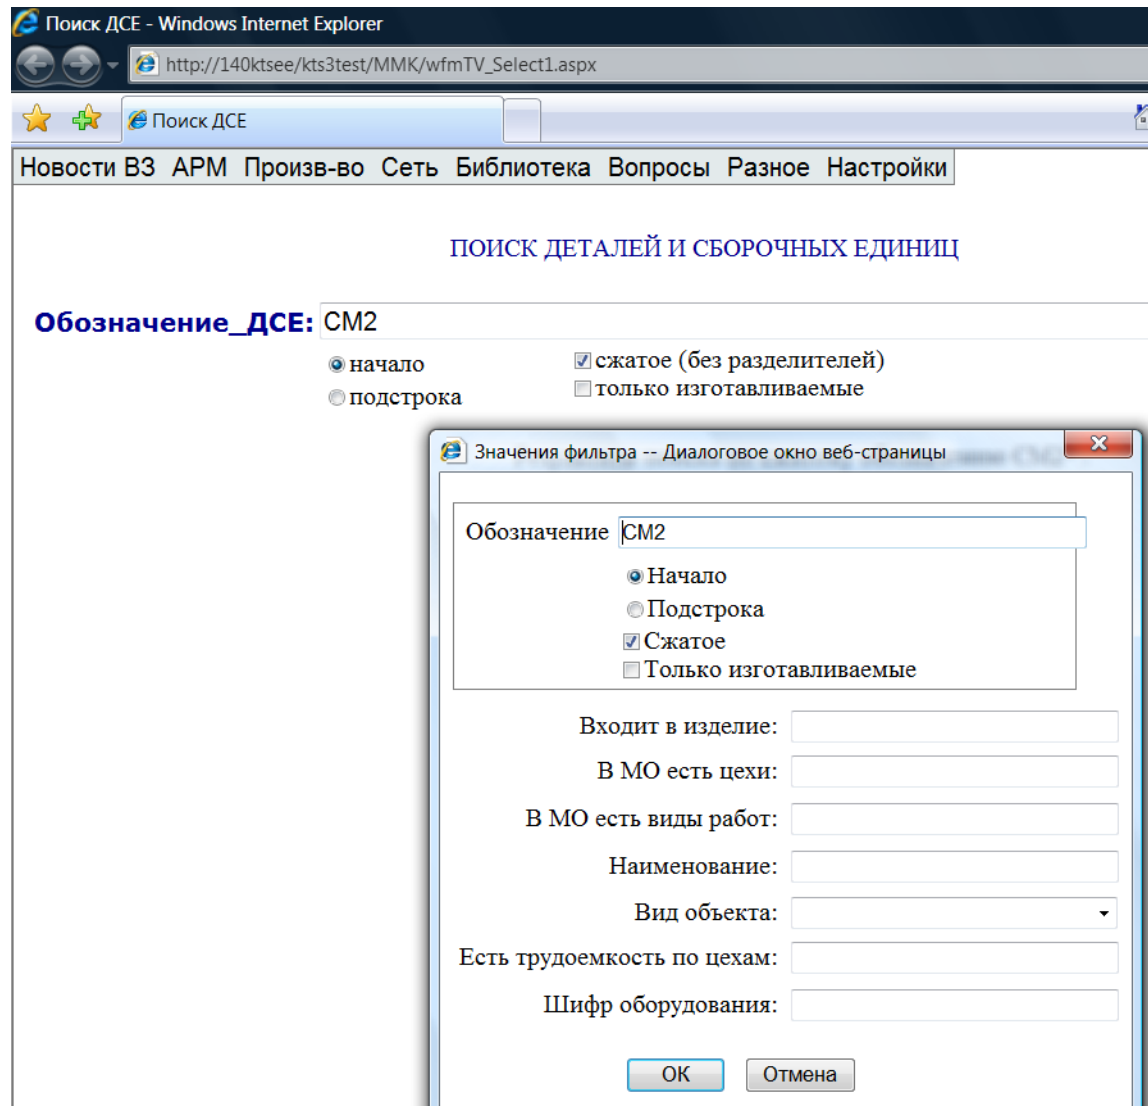 Поиск ДСЕ - Windows Internet Explorer
http://140ktsee/kts3test/MMK/wfmTV_Select1.aspx
Поиск ДСЕ
Новости ВЗ АРМ Произв-во Сеть Библиотека Вопросы Разное Настройки
ПОИСК ДЕТАЛЕЙ И СБОРОЧНЫХ ЕДИНИЦ
Обозначение_ДСЕ: СМ2
начало сжатое (без разделителей)
подстрока только изготавливаемые
Значения фильтра -- Диалоговое окно веб-страницы
Обозначение СМ2
Начало
Подстрока
Сжатое
Только изготавливаемые
Входит в изделие:
В МО есть цехи:
В МО есть виды работ:
Наименование:
Вид объекта:
Есть трудоемкость по цехам:
Шифр оборудования:
OK Отмена